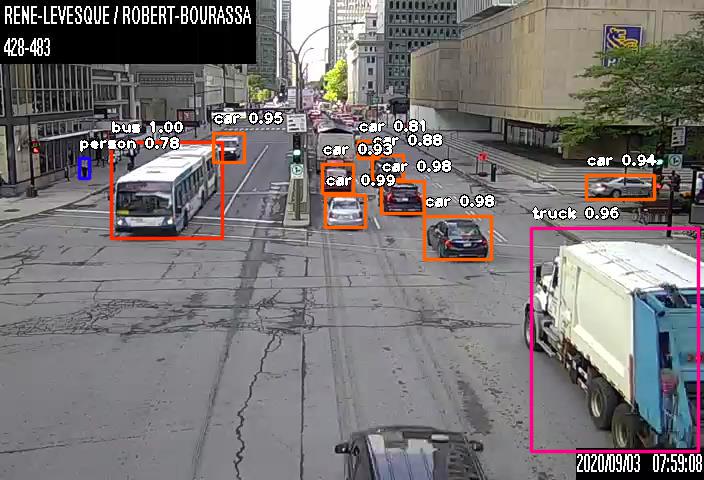 RENE-LEVESQUE / ROBERT-BOURASSA
428-483
bus 1.00
person 0.78
car 0.95
car 0.81
car 0.88
car 0.93
car 0.98
car 0.99
car 0.98
car 0.94
truck 0.96
2020/09/03 07:59:08